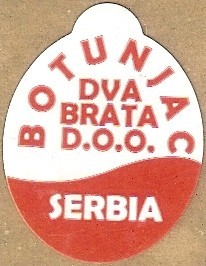 BOTUNJAC
DVA
BRATA
D.O.O.
SERBIA